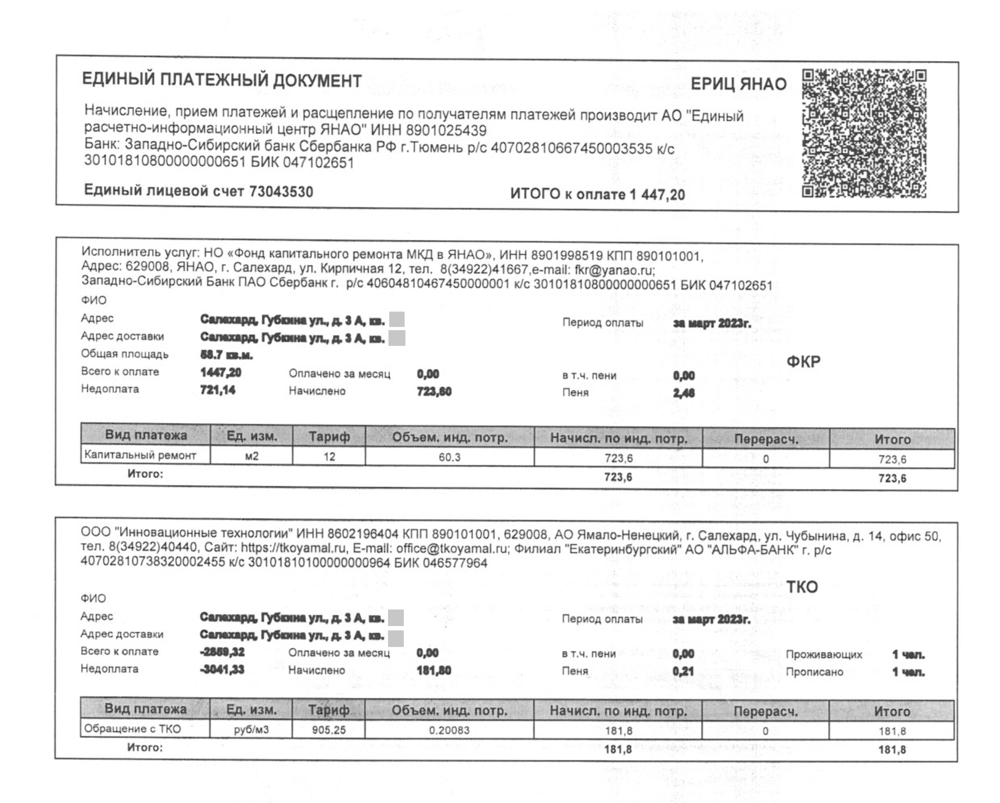 ЕДИНЫЙ ПЛАТЕЖНЫЙ ДОКУМЕНТ ЕРИЦ ЯНАО
Начисление, прием платежей и расщепление по получателям платежей производит АО "Единый
расчетно-информационный центр ЯНАО" ИНН 8901025439
Банк: Западно-Сибирский банк Сбербанка РФ г.Тюмень р/с 40702810667450003535 к/с
30101810800000000651 БИК 047102651
Единый лицевой счет 73043530 ИТОГО к оплате 1 447,20
Исполнитель услуг: НО «Фонд капитального ремонта МКД в ЯНАО», ИНН 8901998519 КПП 890101001,
Адрес: 629008, ЯНАО, г. Салехард, ул. Кирпичная 12, тел. 8(34922)41667,e-mail: fkr@yanao.ru;
Западно-Сибирский Банк ПАО Сбербанк г. р/с 40604810467450000001 к/с 30101810800000000651 БИК 047102651
ФИО
Адрес Салехард, Губкина ул., д. 3 А, кв. Период оплаты за март 2023г.
Адрес доставки Салехард, Губкина ул., д. 3 А, кв.
Общая площадь кв.м.
ФКР
Всего к оплате 1447,20 Оплачено за месяц 0,00 в т.ч. пени 0,00
Недоплата 721,14 Начислено 723,60 Пеня 2,46
Вид платежа Ед. изм. Тариф Объем. инд. потр. Начисл. по инд. потр. Перерасч. Итого
Капитальный ремонт м2 12 60.3 723,6 0 723,6
Итого: 723,6 723,6
ООО "Инновационные технологии" ИНН 8602196404 КПП 890101001, 629008, АО Ямало-Ненецкий, г. Салехард, ул. Чубынина, д. 14, офис 50,
тел. 8(34922)40440, Сайт: https://tkoyamal.ru, E-mail: office@tkoyamal.ru; Филиал "Екатеринбургский" АО "АЛЬФА-БАНК" г. р/с
40702810738320002455 к/с 30101810100000000964 БИК 046577964
ТКО
ФИО
Адрес Салехард, Губкина ул., д. 3 А, кв. Период оплаты за март 2023г.
Адрес доставки Салехард, Губкина ул., д. 3 А, кв.
Всего к оплате -2859,32 Оплачено за месяц 0,00 в т.ч. пени 0,00 Проживающих 1 чел.
Недоплата -3041,33 Начислено 181,80 Пеня 0,21 Прописано 1 чел.
Вид платежа Ед. изм. Тариф Объем. инд. потр. Начисл. по инд. потр. Перерасч. Итого
Обращение с ТКО руб/м3 905.25 0.20083 181,8 0 181,8
Итого: 181,8 181,8